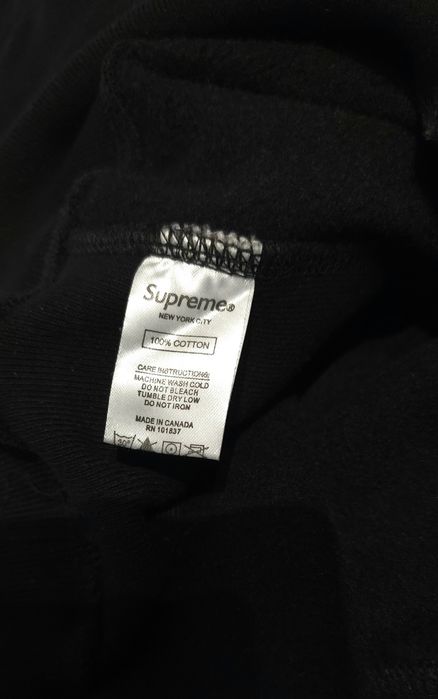 Supreme®
NEW YORK CITY
100% COTTON
CARE INSTRUCTIONS:
MACHINE WASH COLD
DO NOT BLEACH
TUMBLE DRY LOW
DO NOT IRON
MADE IN CANADA
RN 101837
30°